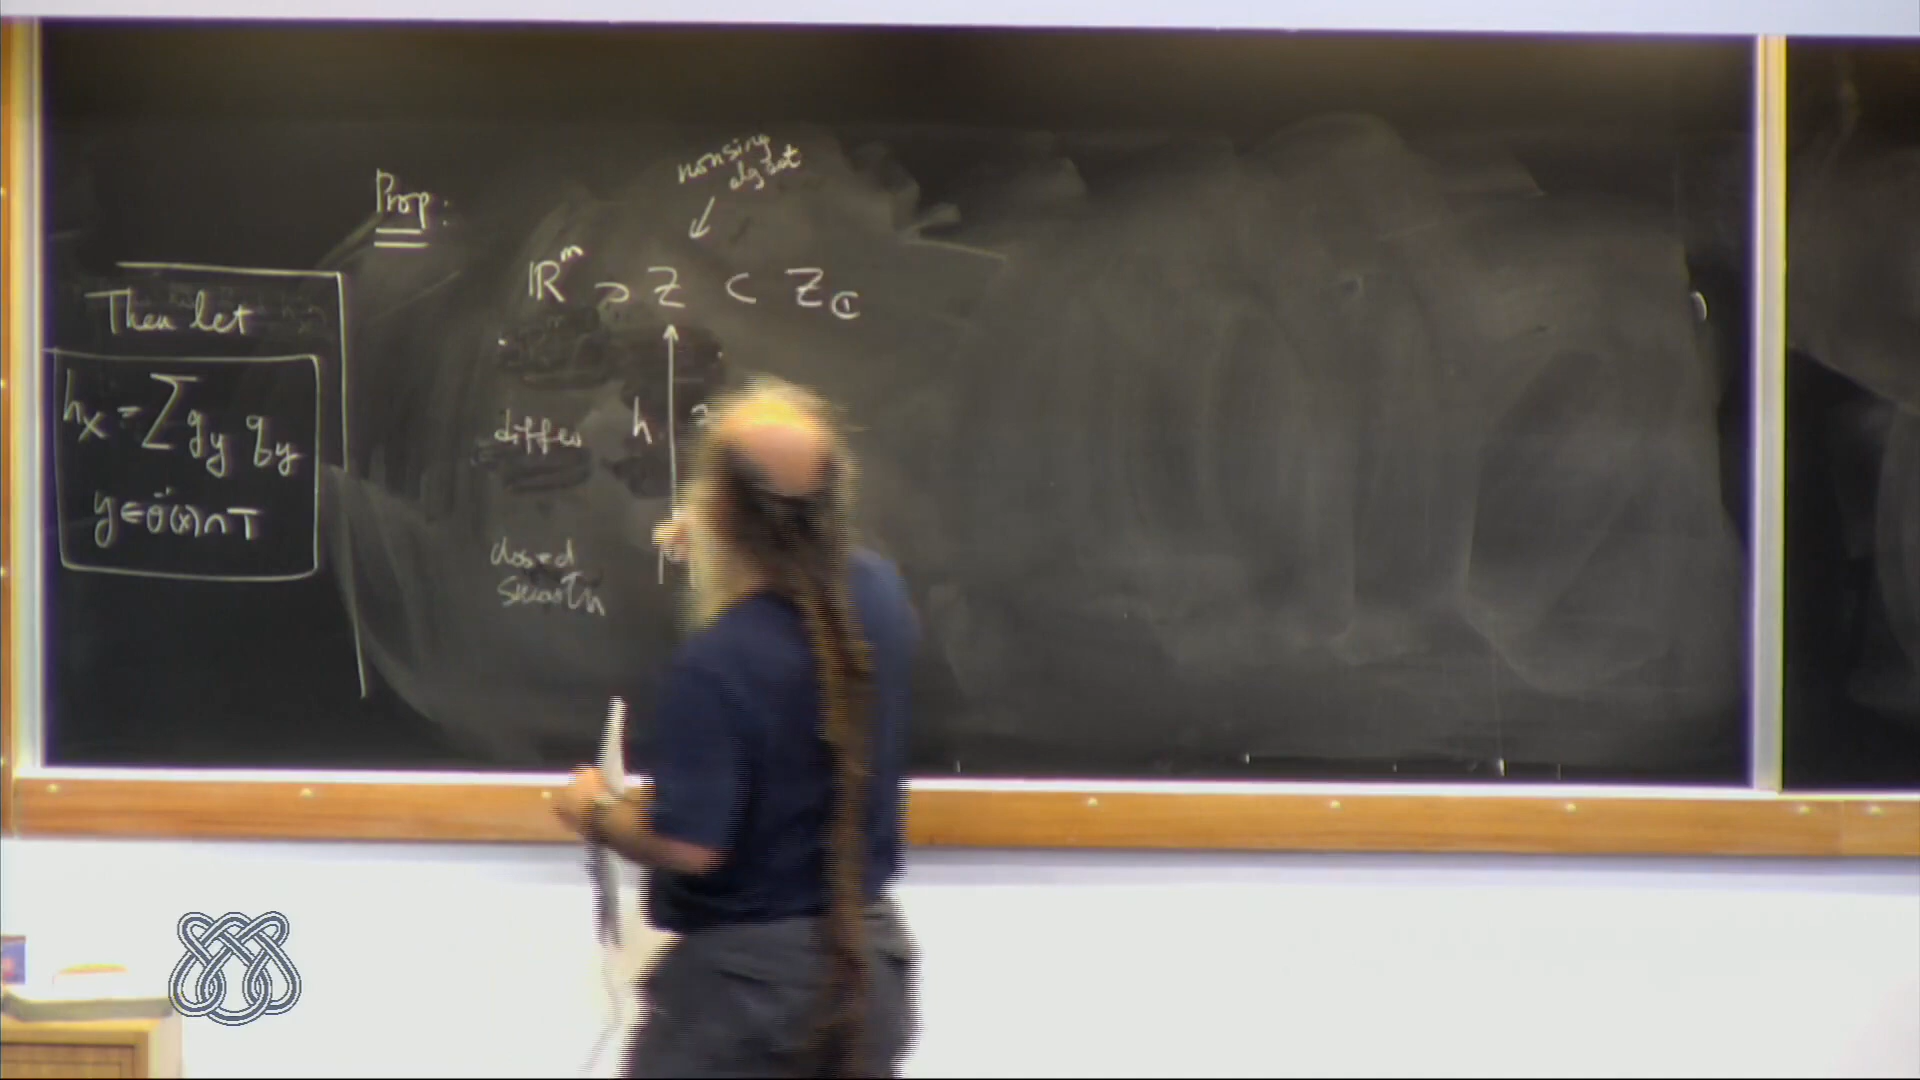 Then let
h_X = Σ g_y q_y
y ∈ σ⁻¹(x) ∩ T
Prop:
nonsing
alg set
ℝ^m ⊃ Z ⊂ Z_ℂ
diffeo h
closed
smooth